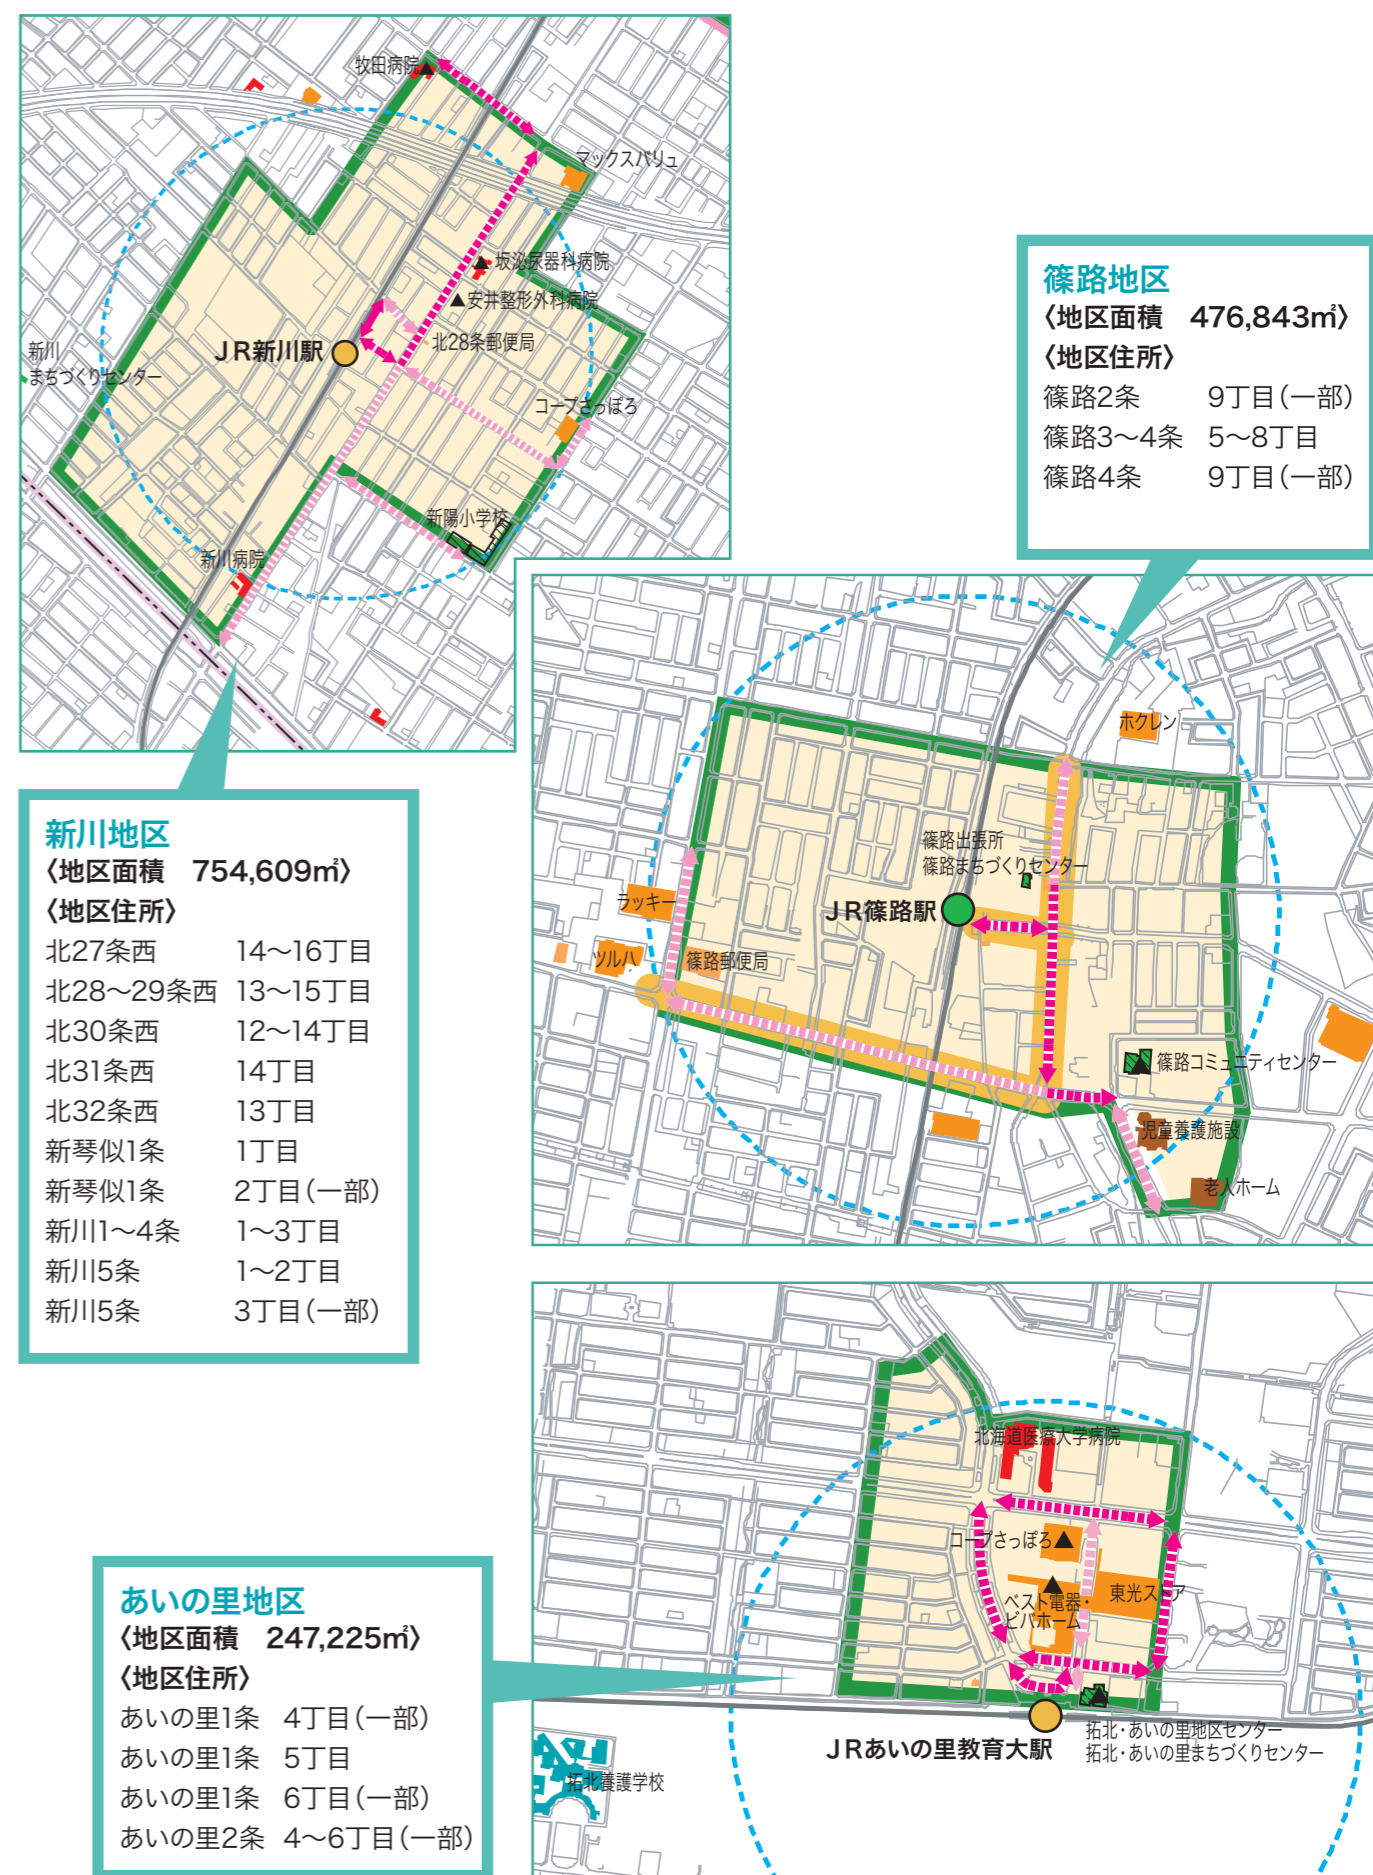 牧田病院
マックスバリュ
坂泌尿器科病院
安井整形外科病院
北28条郵便局
JR新川駅
新川
まちづくりセンター
コープさっぽろ
新陽小学校
新川病院
新川地区
〈地区面積　754,609㎡〉
〈地区住所〉
北27条西　14〜16丁目
北28〜29条西　13〜15丁目
北30条西　12〜14丁目
北31条西　14丁目
北32条西　13丁目
新琴似1条　1丁目
新琴似1条　2丁目(一部)
新川1〜4条　1〜3丁目
新川5条　1〜2丁目
新川5条　3丁目(一部)
篠路地区
〈地区面積　476,843㎡〉
〈地区住所〉
篠路2条　9丁目(一部)
篠路3〜4条　5〜8丁目
篠路4条　9丁目(一部)
ホクレン
篠路出張所
篠路まちづくりセンター
ラッキー
JR篠路駅
ツルハ
篠路郵便局
篠路コミュニティセンター
児童養護施設
老人ホーム
あいの里地区
〈地区面積　247,225㎡〉
〈地区住所〉
あいの里1条　4丁目(一部)
あいの里1条　5丁目
あいの里1条　6丁目(一部)
あいの里2条　4〜6丁目(一部)
北海道医療大学病院
コープさっぽろ
ベスト電器・
ビバホーム
東光ストア
JRあいの里教育大駅
拓北・あいの里地区センター
拓北・あいの里まちづくりセンター
拓北養護学校